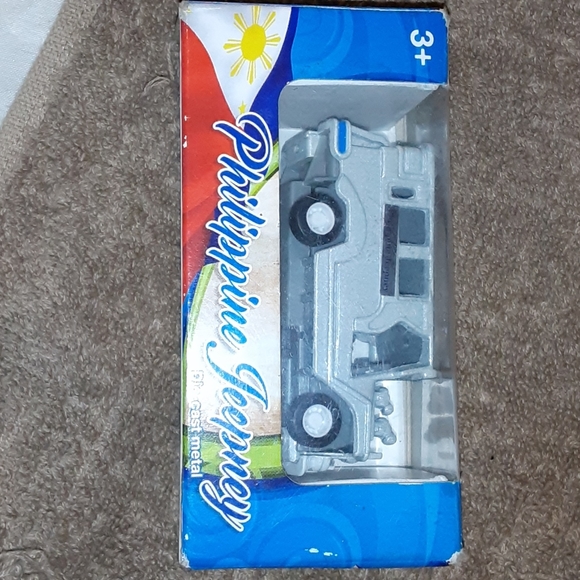 3+
Philippine Jeepney
Die cast metal